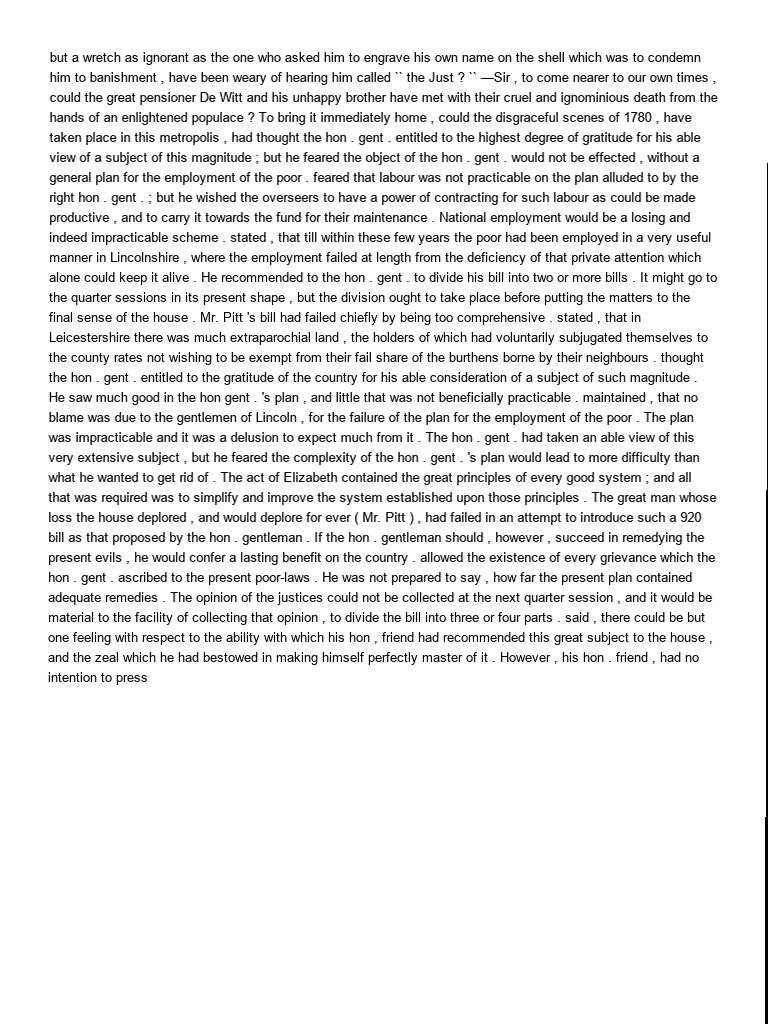 but a wretch as ignorant as the one who asked him to engrave his own name on the shell which was to condemn
him to banishment , have been weary of hearing him called `` the Just ? `` —Sir , to come nearer to our own times ,
could the great pensioner De Witt and his unhappy brother have met with their cruel and ignominious death from the
hands of an enlightened populace ? To bring it immediately home , could the disgraceful scenes of 1780 , have
taken place in this metropolis , had thought the hon . gent . entitled to the highest degree of gratitude for his able
view of a subject of this magnitude ; but he feared the object of the hon . gent . would not be effected , without a
general plan for the employment of the poor . feared that labour was not practicable on the plan alluded to by the
right hon . gent . ; but he wished the overseers to have a power of contracting for such labour as could be made
productive , and to carry it towards the fund for their maintenance . National employment would be a losing and
indeed impracticable scheme . stated , that till within these few years the poor had been employed in a very useful
manner in Lincolnshire , where the employment failed at length from the deficiency of that private attention which
alone could keep it alive . He recommended to the hon . gent . to divide his bill into two or more bills . It might go to
the quarter sessions in its present shape , but the division ought to take place before putting the matters to the
final sense of the house . Mr. Pitt 's bill had failed chiefly by being too comprehensive . stated , that in
Leicestershire there was much extraparochial land , the holders of which had voluntarily subjugated themselves to
the county rates not wishing to be exempt from their fail share of the burthens borne by their neighbours . thought
the hon . gent . entitled to the gratitude of the country for his able consideration of a subject of such magnitude .
He saw much good in the hon gent . 's plan , and little that was not beneficially practicable . maintained , that no
blame was due to the gentlemen of Lincoln , for the failure of the plan for the employment of the poor . The plan
was impracticable and it was a delusion to expect much from it . The hon . gent . had taken an able view of this
very extensive subject , but he feared the complexity of the hon . gent . 's plan would lead to more difficulty than
what he wanted to get rid of . The act of Elizabeth contained the great principles of every good system ; and all
that was required was to simplify and improve the system established upon those principles . The great man whose
loss the house deplored , and would deplore for ever ( Mr. Pitt ) , had failed in an attempt to introduce such a 920
bill as that proposed by the hon . gentleman . If the hon . gentleman should , however , succeed in remedying the
present evils , he would confer a lasting benefit on the country . allowed the existence of every grievance which the
hon . gent . ascribed to the present poor-laws . He was not prepared to say , how far the present plan contained
adequate remedies . The opinion of the justices could not be collected at the next quarter session , and it would be
material to the facility of collecting that opinion , to divide the bill into three or four parts . said , there could be but
one feeling with respect to the ability with which his hon , friend had recommended this great subject to the house ,
and the zeal which he had bestowed in making himself perfectly master of it . However , his hon . friend , had no
intention to press